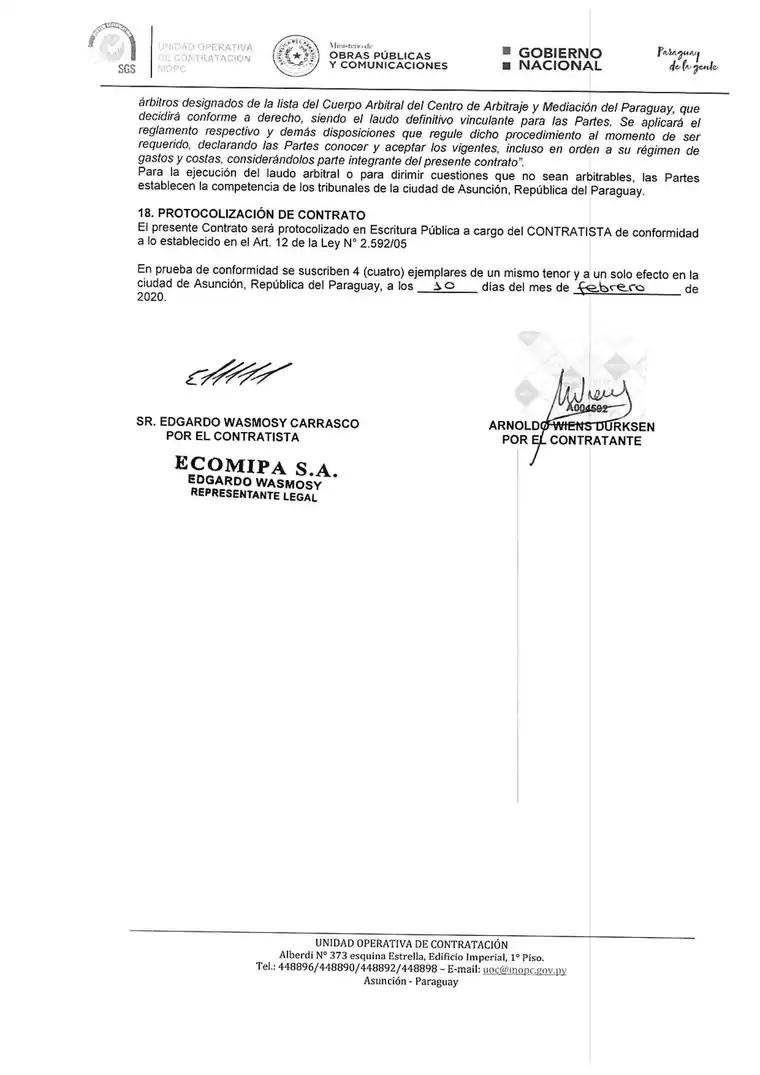 SGS
UNIDAD OPERATIVA
DE CONTRATACIÓN
MOPC
Ministerio de
OBRAS PÚBLICAS
Y COMUNICACIONES
GOBIERNO
NACIONAL
Paraguay
de la gente
árbitros designados de la lista del Cuerpo Arbitral del Centro de Arbitraje y Mediación del Paraguay, que
decidirá conforme a derecho, siendo el laudo definitivo vinculante para las Partes. Se aplicará el
reglamento respectivo y demás disposiciones que regule dicho procedimiento al momento de ser
requerido, declarando las Partes conocer y aceptar los vigentes, incluso en orden a su régimen de
gastos y costas, considerándolos parte integrante del presente contrato”.
Para la ejecución del laudo arbitral o para dirimir cuestiones que no sean arbitrables, las Partes
establecen la competencia de los tribunales de la ciudad de Asunción, República del Paraguay.
18. PROTOCOLIZACIÓN DE CONTRATO
El presente Contrato será protocolizado en Escritura Pública a cargo del CONTRATISTA de conformidad
a lo establecido en el Art. 12 de la Ley N° 2.592/05
En prueba de conformidad se suscriben 4 (cuatro) ejemplares de un mismo tenor y a un solo efecto en la
ciudad de Asunción, República del Paraguay, a los 10 días del mes de febrero de
2020.
A004592
SR. EDGARDO WASMOSY CARRASCO
POR EL CONTRATISTA
ARNOLDO WIENS DURKSEN
POR EL CONTRATANTE
ECOMIPA S.A.
EDGARDO WASMOSY
REPRESENTANTE LEGAL
UNIDAD OPERATIVA DE CONTRATACIÓN
Alberdi N° 373 esquina Estrella, Edificio Imperial, 1° Piso.
Tel.: 448896/448890/448892/448898 – E-mail: uoc@mopc.gov.py
Asunción - Paraguay